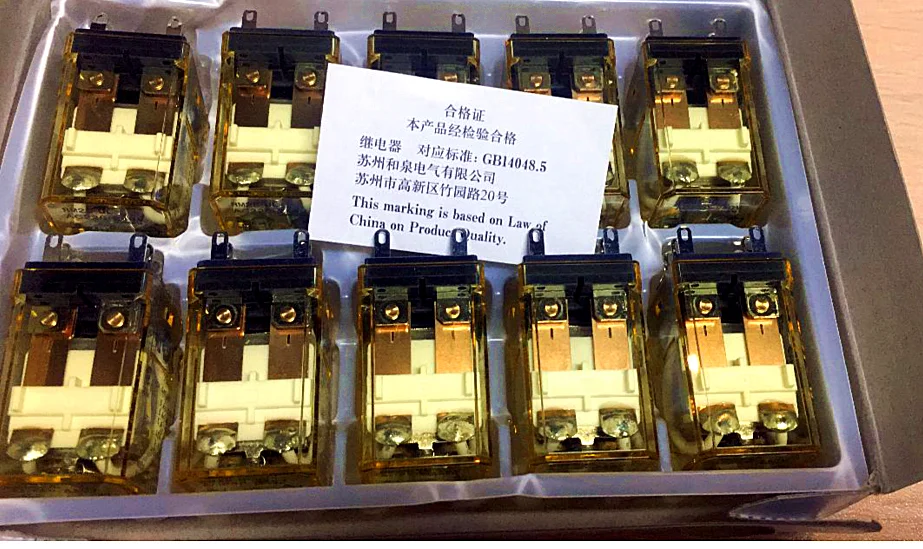 合格证
本产品经检验合格
继电器 对应标准: GB14048.5
苏州和泉电气有限公司
苏州市高新区竹园路20号
This marking is based on Law of
China on Product Quality.